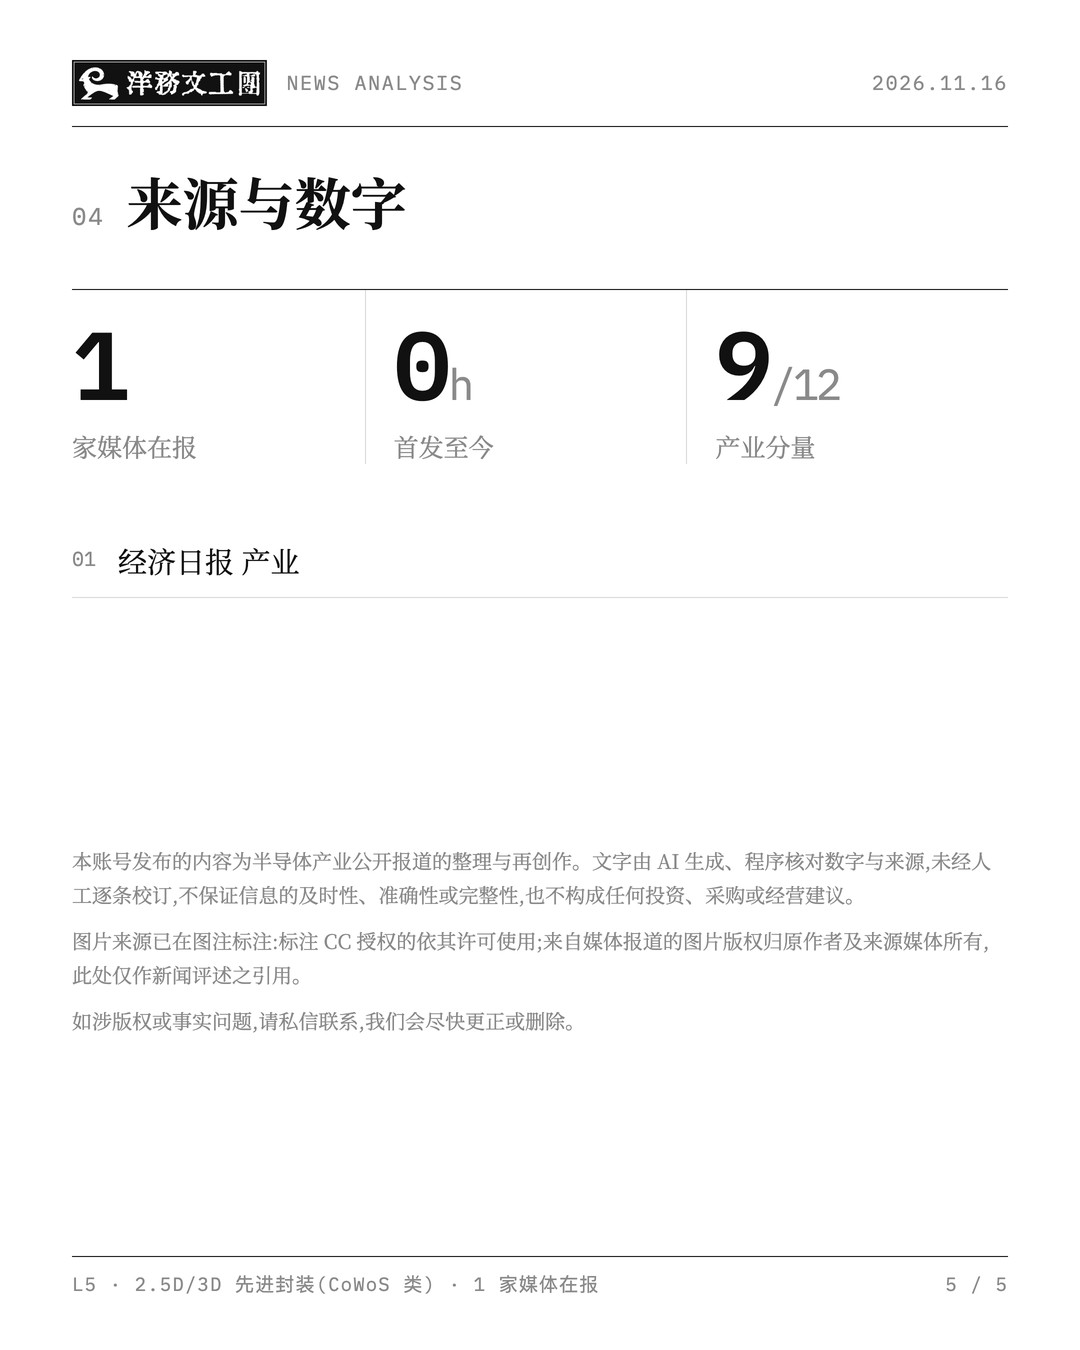 洋務文工團 NEWS ANALYSIS 2026.11.16
04 来源与数字
1 0h 9/12
家媒体在报 首发至今 产业分量
01 经济日报 产业
本账号发布的内容为半导体产业公开报道的整理与再创作。文字由 AI 生成、程序核对数字与来源,未经人
工逐条校订,不保证信息的及时性、准确性或完整性,也不构成任何投资、采购或经营建议。
图片来源已在图注标注:标注 CC 授权的依其许可使用;来自媒体报道的图片版权归原作者及来源媒体所有,
此处仅作新闻评述之引用。
如涉版权或事实问题,请私信联系,我们会尽快更正或删除。
L5 · 2.5D/3D 先进封装(CoWoS 类) · 1 家媒体在报 5 / 5